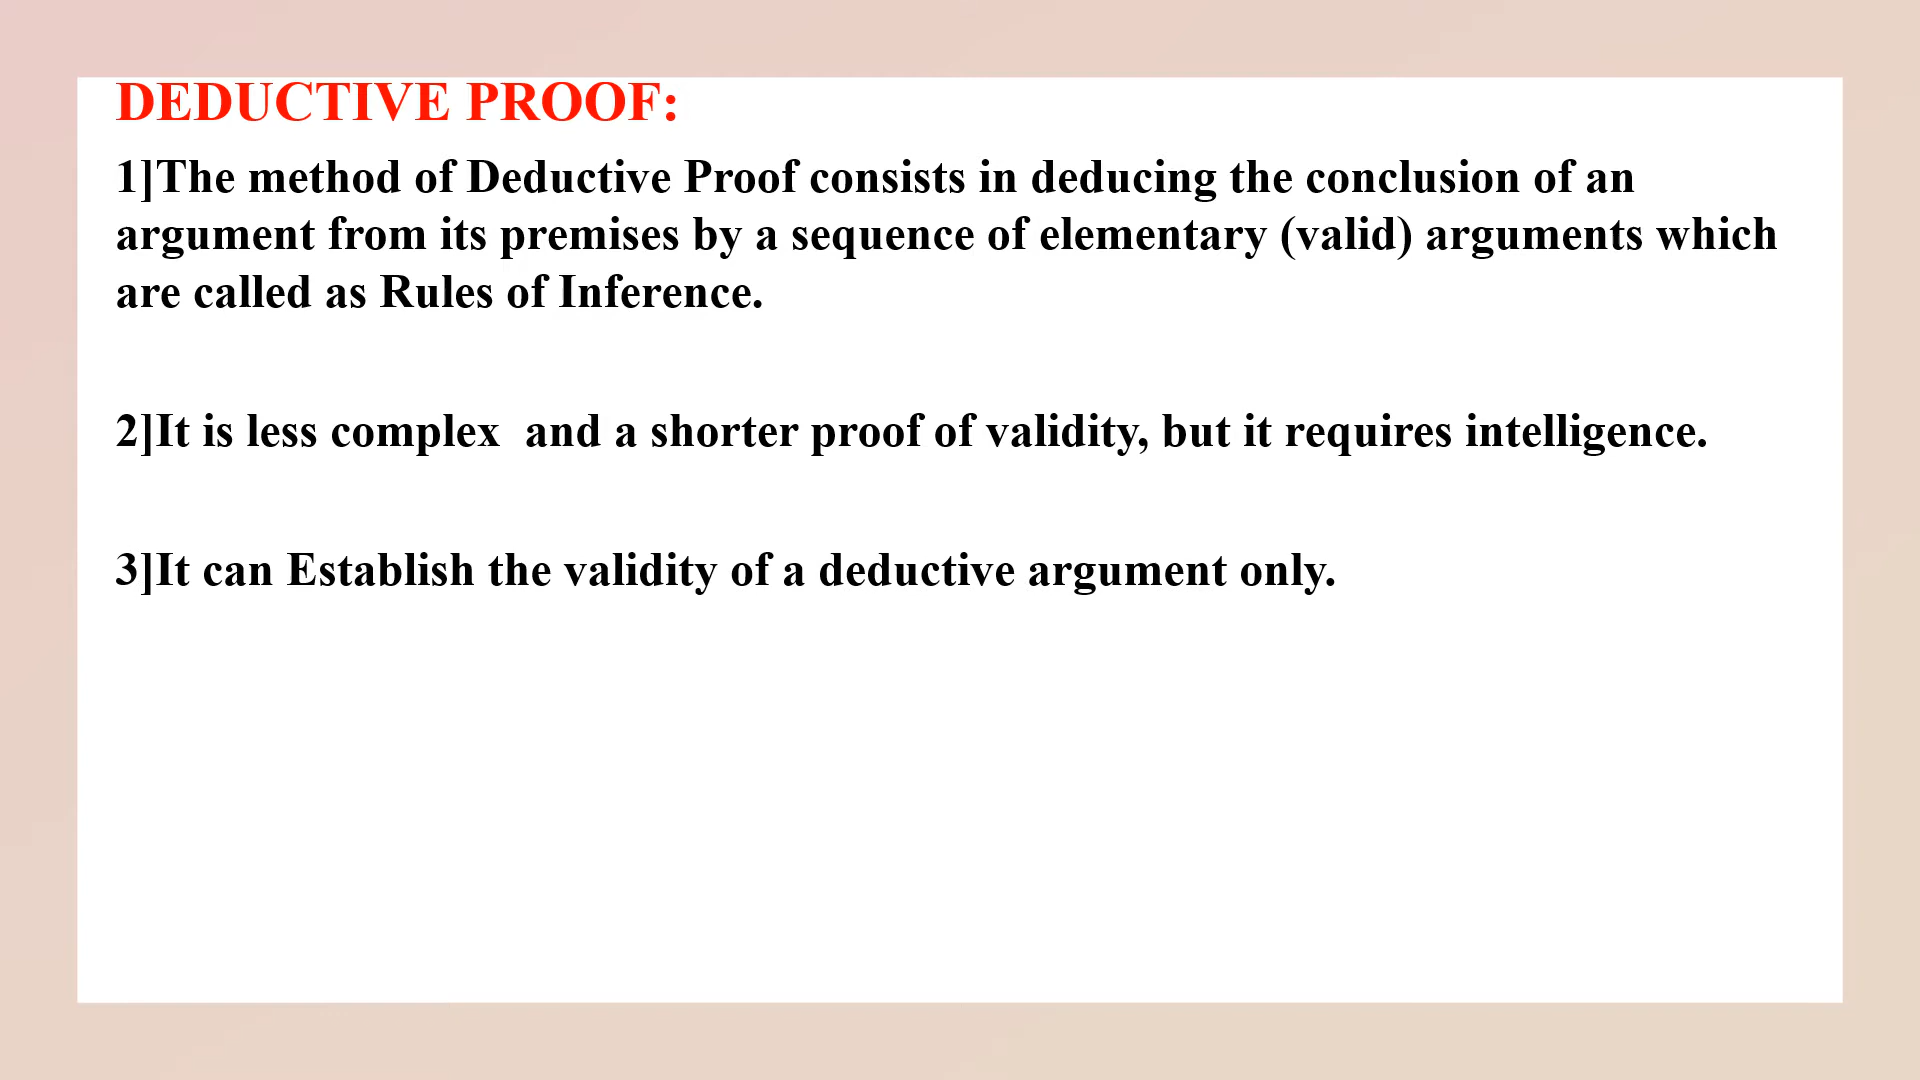 DEDUCTIVE PROOF:
1]The method of Deductive Proof consists in deducing the conclusion of an
argument from its premises by a sequence of elementary (valid) arguments which
are called as Rules of Inference.
2]It is less complex  and a shorter proof of validity, but it requires intelligence.
3]It can Establish the validity of a deductive argument only.